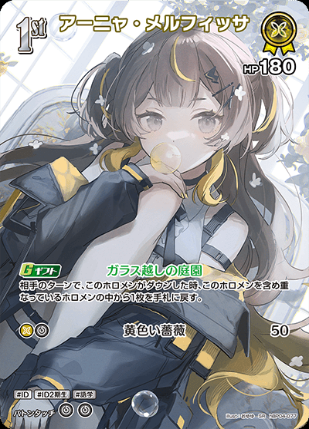 1st
アーニャ・メルフィッサ
HP180
Gギフト
ガラス越しの庭園
相手のターンで、このホロメンがダウンした時、このホロメンを含め重
なっているホロメンの中から1枚を手札に戻す。
黄色い薔薇
50
#ID #ID2期生 #語学
バトンタッチ